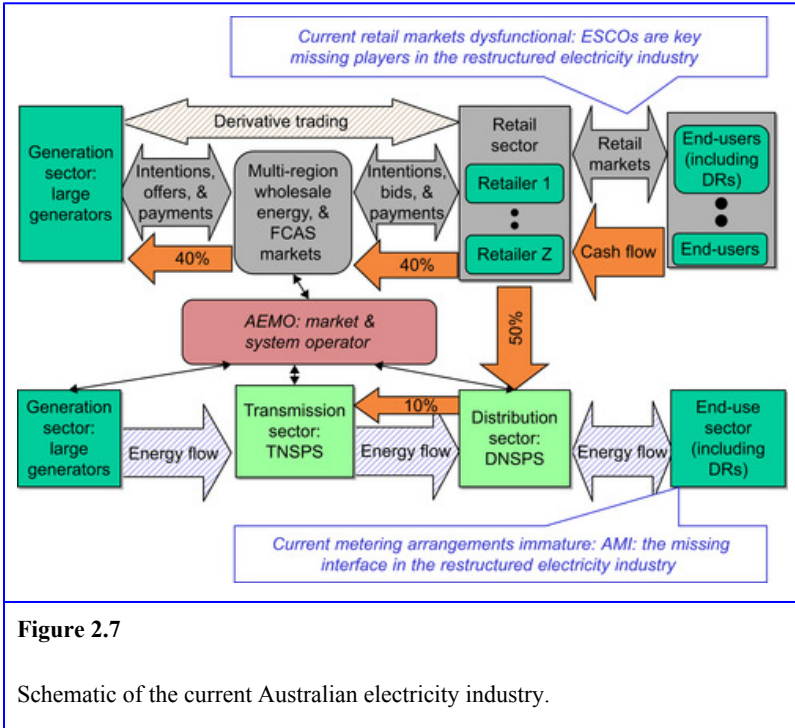 Current retail markets dysfunctional: ESCOs are key
missing players in the restructured electricity industry
Derivative trading
Generation
sector:
large
generators
Intentions,
offers, &
payments
Multi-region
wholesale
energy, &
FCAS
markets
Intentions,
bids, &
payments
Retail
sector
Retailer 1
Retailer Z
Retail
markets
End-users
(including
DRs)
End-users
40%
40%
Cash flow
50%
AEMO: market &
system operator
10%
Generation
sector:
large
generators
Energy flow
Transmission
sector:
TNSPS
Energy flow
Distribution
sector:
DNSPS
Energy flow
End-use
sector
(including
DRs)
Current metering arrangements immature: AMI: the missing
interface in the restructured electricity industry
Figure 2.7
Schematic of the current Australian electricity industry.